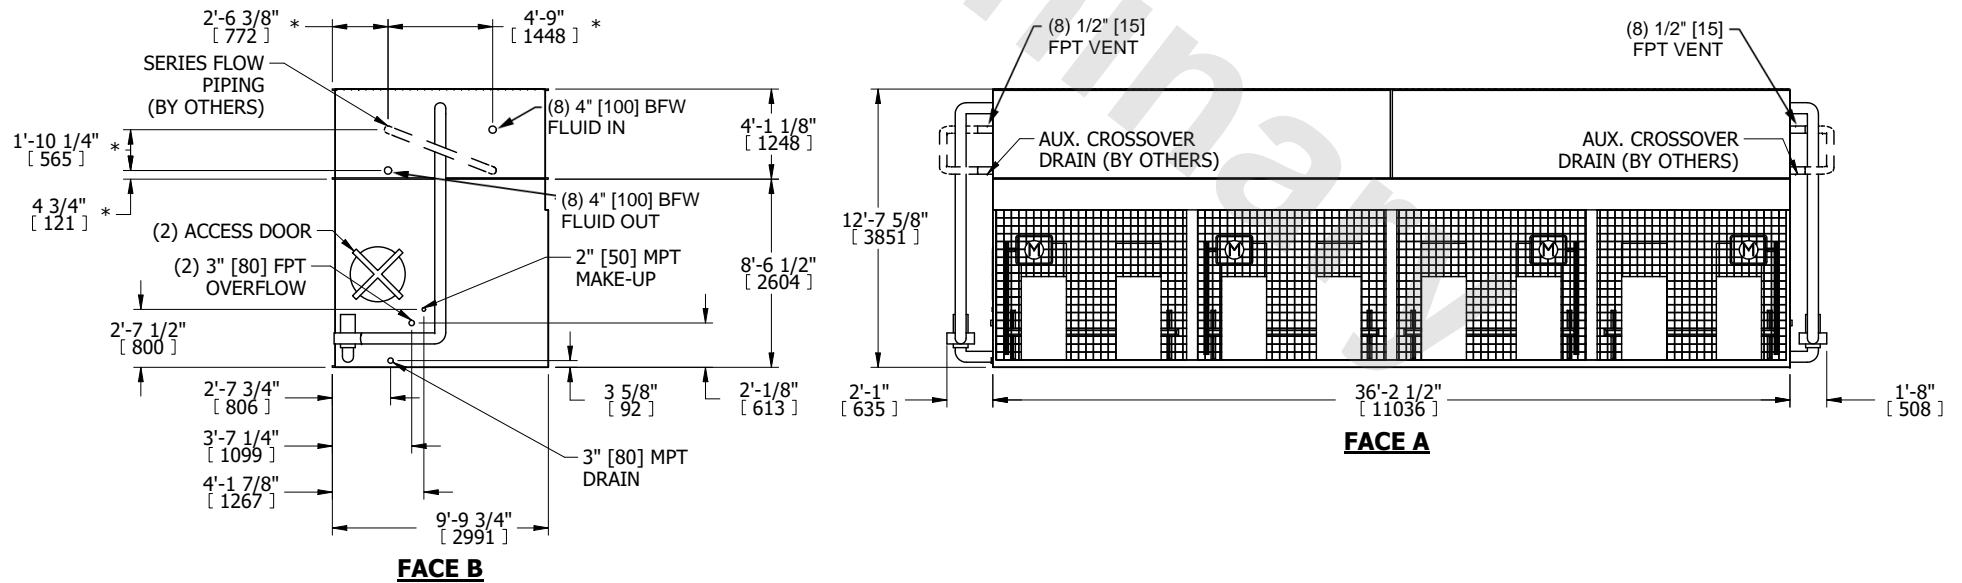 2'-6 3/8" *
[ 772 ]
4'-9" *
[ 1448 ]
SERIES FLOW
PIPING
(BY OTHERS)
(8) 4" [100] BFW
FLUID IN
1'-10 1/4" *
[ 565 ]
4'-1 1/8"
[ 1248 ]
4 3/4" *
[ 121 ]
(8) 4" [100] BFW
FLUID OUT
(2) ACCESS DOOR
(2) 3" [80] FPT
OVERFLOW
2" [50] MPT
MAKE-UP
8'-6 1/2"
[ 2604 ]
2'-7 1/2"
[ 800 ]
2'-7 3/4"
[ 806 ]
3 5/8"
[ 92 ]
2'-1/8"
[ 613 ]
3'-7 1/4"
[ 1099 ]
3" [80] MPT
DRAIN
4'-1 7/8"
[ 1267 ]
9'-9 3/4"
[ 2991 ]
FACE B
(8) 1/2" [15]
FPT VENT
(8) 1/2" [15]
FPT VENT
AUX. CROSSOVER
DRAIN (BY OTHERS)
AUX. CROSSOVER
DRAIN (BY OTHERS)
12'-7 5/8"
[ 3851 ]
M
M
M
M
2'-1"
[ 635 ]
36'-2 1/2"
[ 11036 ]
1'-8"
[ 508 ]
FACE A